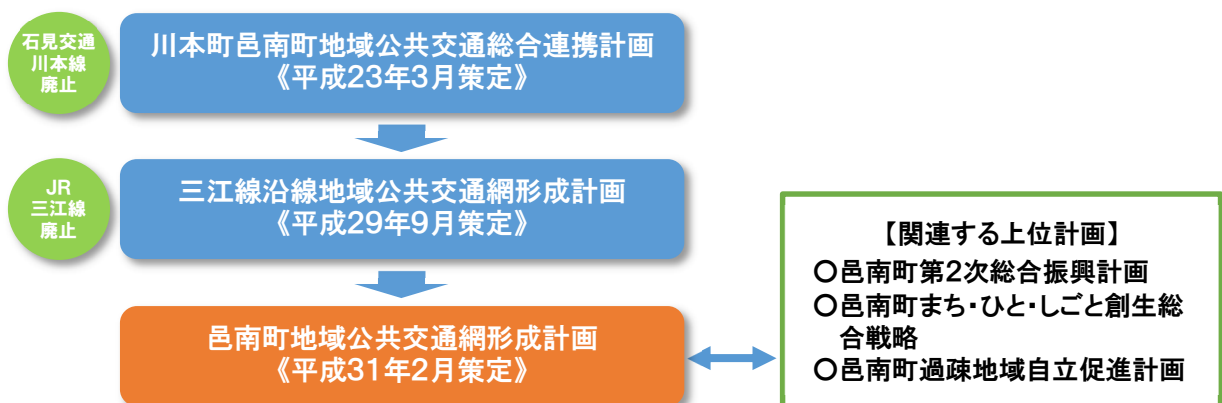 石見交通
川本線
廃止
川本町邑南町地域公共交通総合連携計画
《平成23年3月策定》
JR
三江線
廃止
三江線沿線地域公共交通網形成計画
《平成29年9月策定》
邑南町地域公共交通網形成計画
《平成31年2月策定》
【関連する上位計画】
〇邑南町第2次総合振興計画
〇邑南町まち・ひと・しごと創生総
合戦略
〇邑南町過疎地域自立促進計画